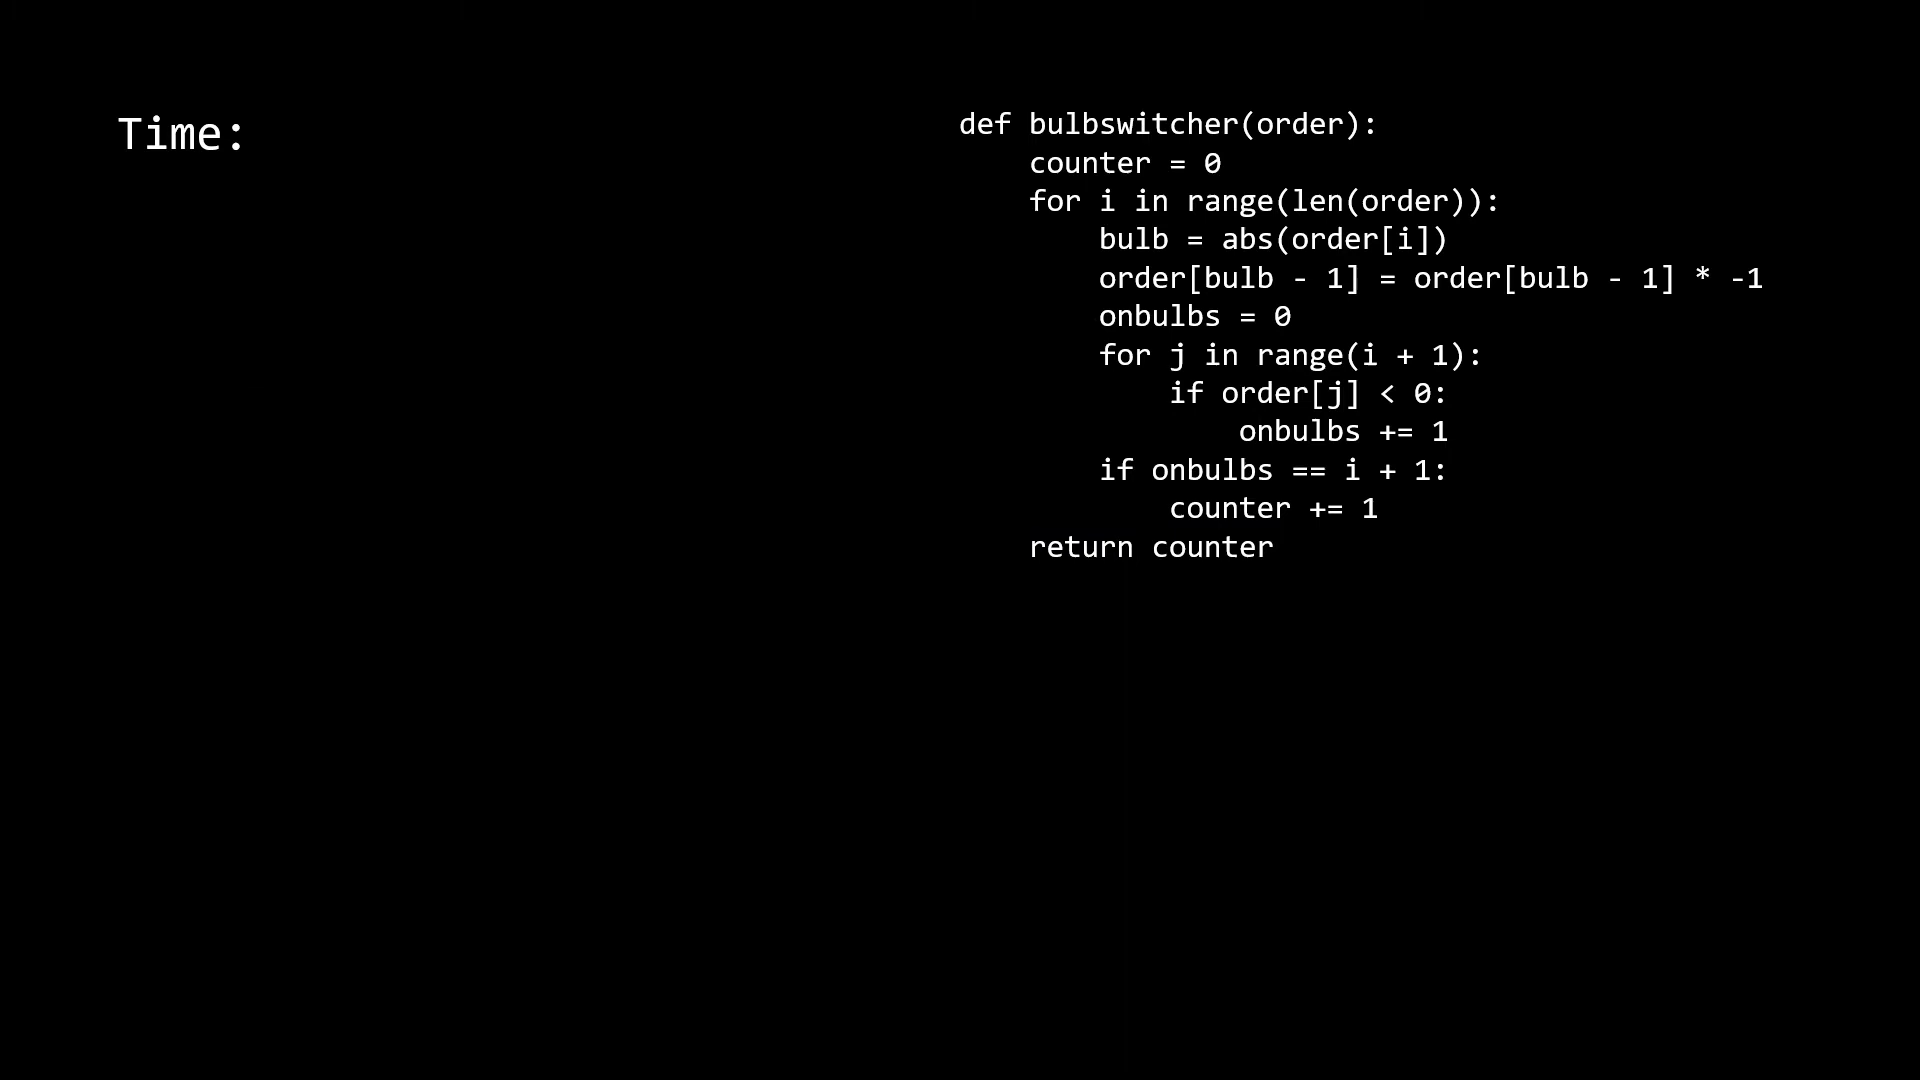 Time:
def bulbswitcher(order):
    counter = 0
    for i in range(len(order)):
        bulb = abs(order[i])
        order[bulb - 1] = order[bulb - 1] * -1
        onbulbs = 0
        for j in range(i + 1):
            if order[j] < 0:
                onbulbs += 1
        if onbulbs == i + 1:
            counter += 1
    return counter